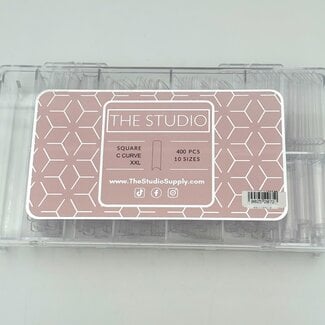 THE STUDIO
SQUARE
C CURVE
XXL
400 PCS
10 SIZES
www.TheStudioSupply.com